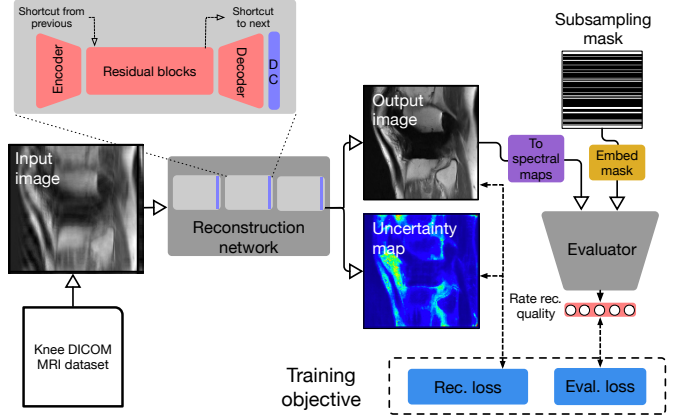 Shortcut from
previous
Shortcut
to next
Encoder
Residual blocks
Decoder
D
C
Subsampling
mask
Input
image
Output
image
To
spectral
maps
Embed
mask
Reconstruction
network
Uncertainty
map
Evaluator
Rate rec.
quality
Knee DICOM
MRI dataset
Training
objective
Rec. loss
Eval. loss